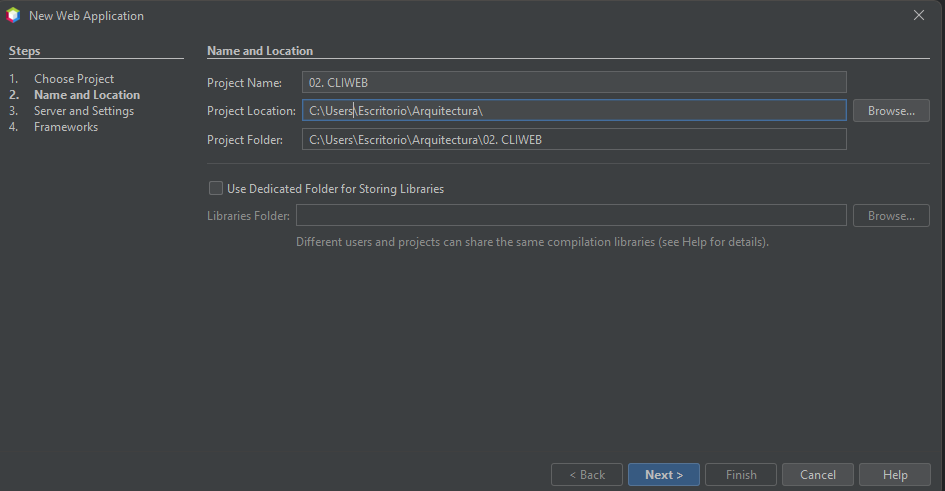 New Web Application
Steps
1. Choose Project
2. Name and Location
3. Server and Settings
4. Frameworks
Name and Location
Project Name: 02. CLIWEB
Project Location: C:\Users\Escritorio\Arquitectura\ Browse...
Project Folder: C:\Users\Escritorio\Arquitectura\02. CLIWEB
Use Dedicated Folder for Storing Libraries
Libraries Folder: Browse...
Different users and projects can share the same compilation libraries (see Help for details).
< Back Next > Finish Cancel Help